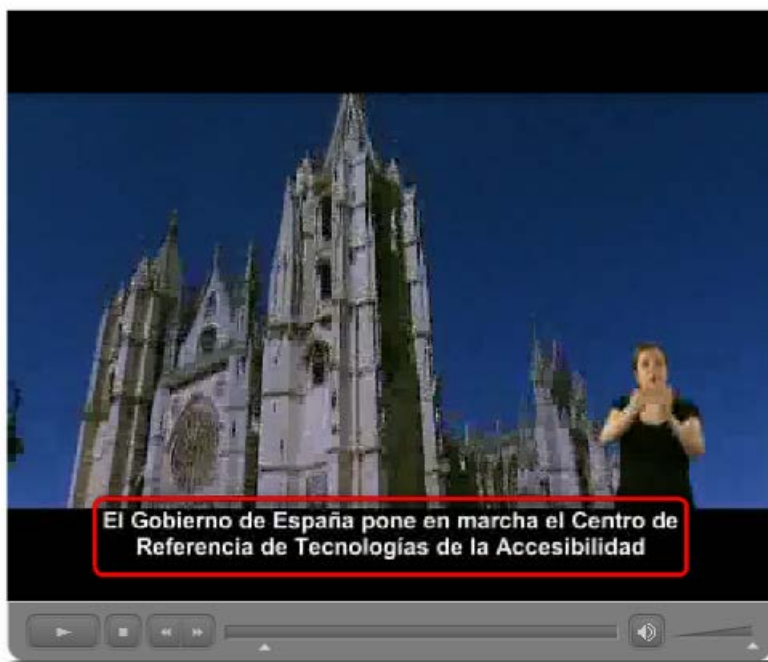 El Gobierno de España pone en marcha el Centro de
Referencia de Tecnologías de la Accesibilidad